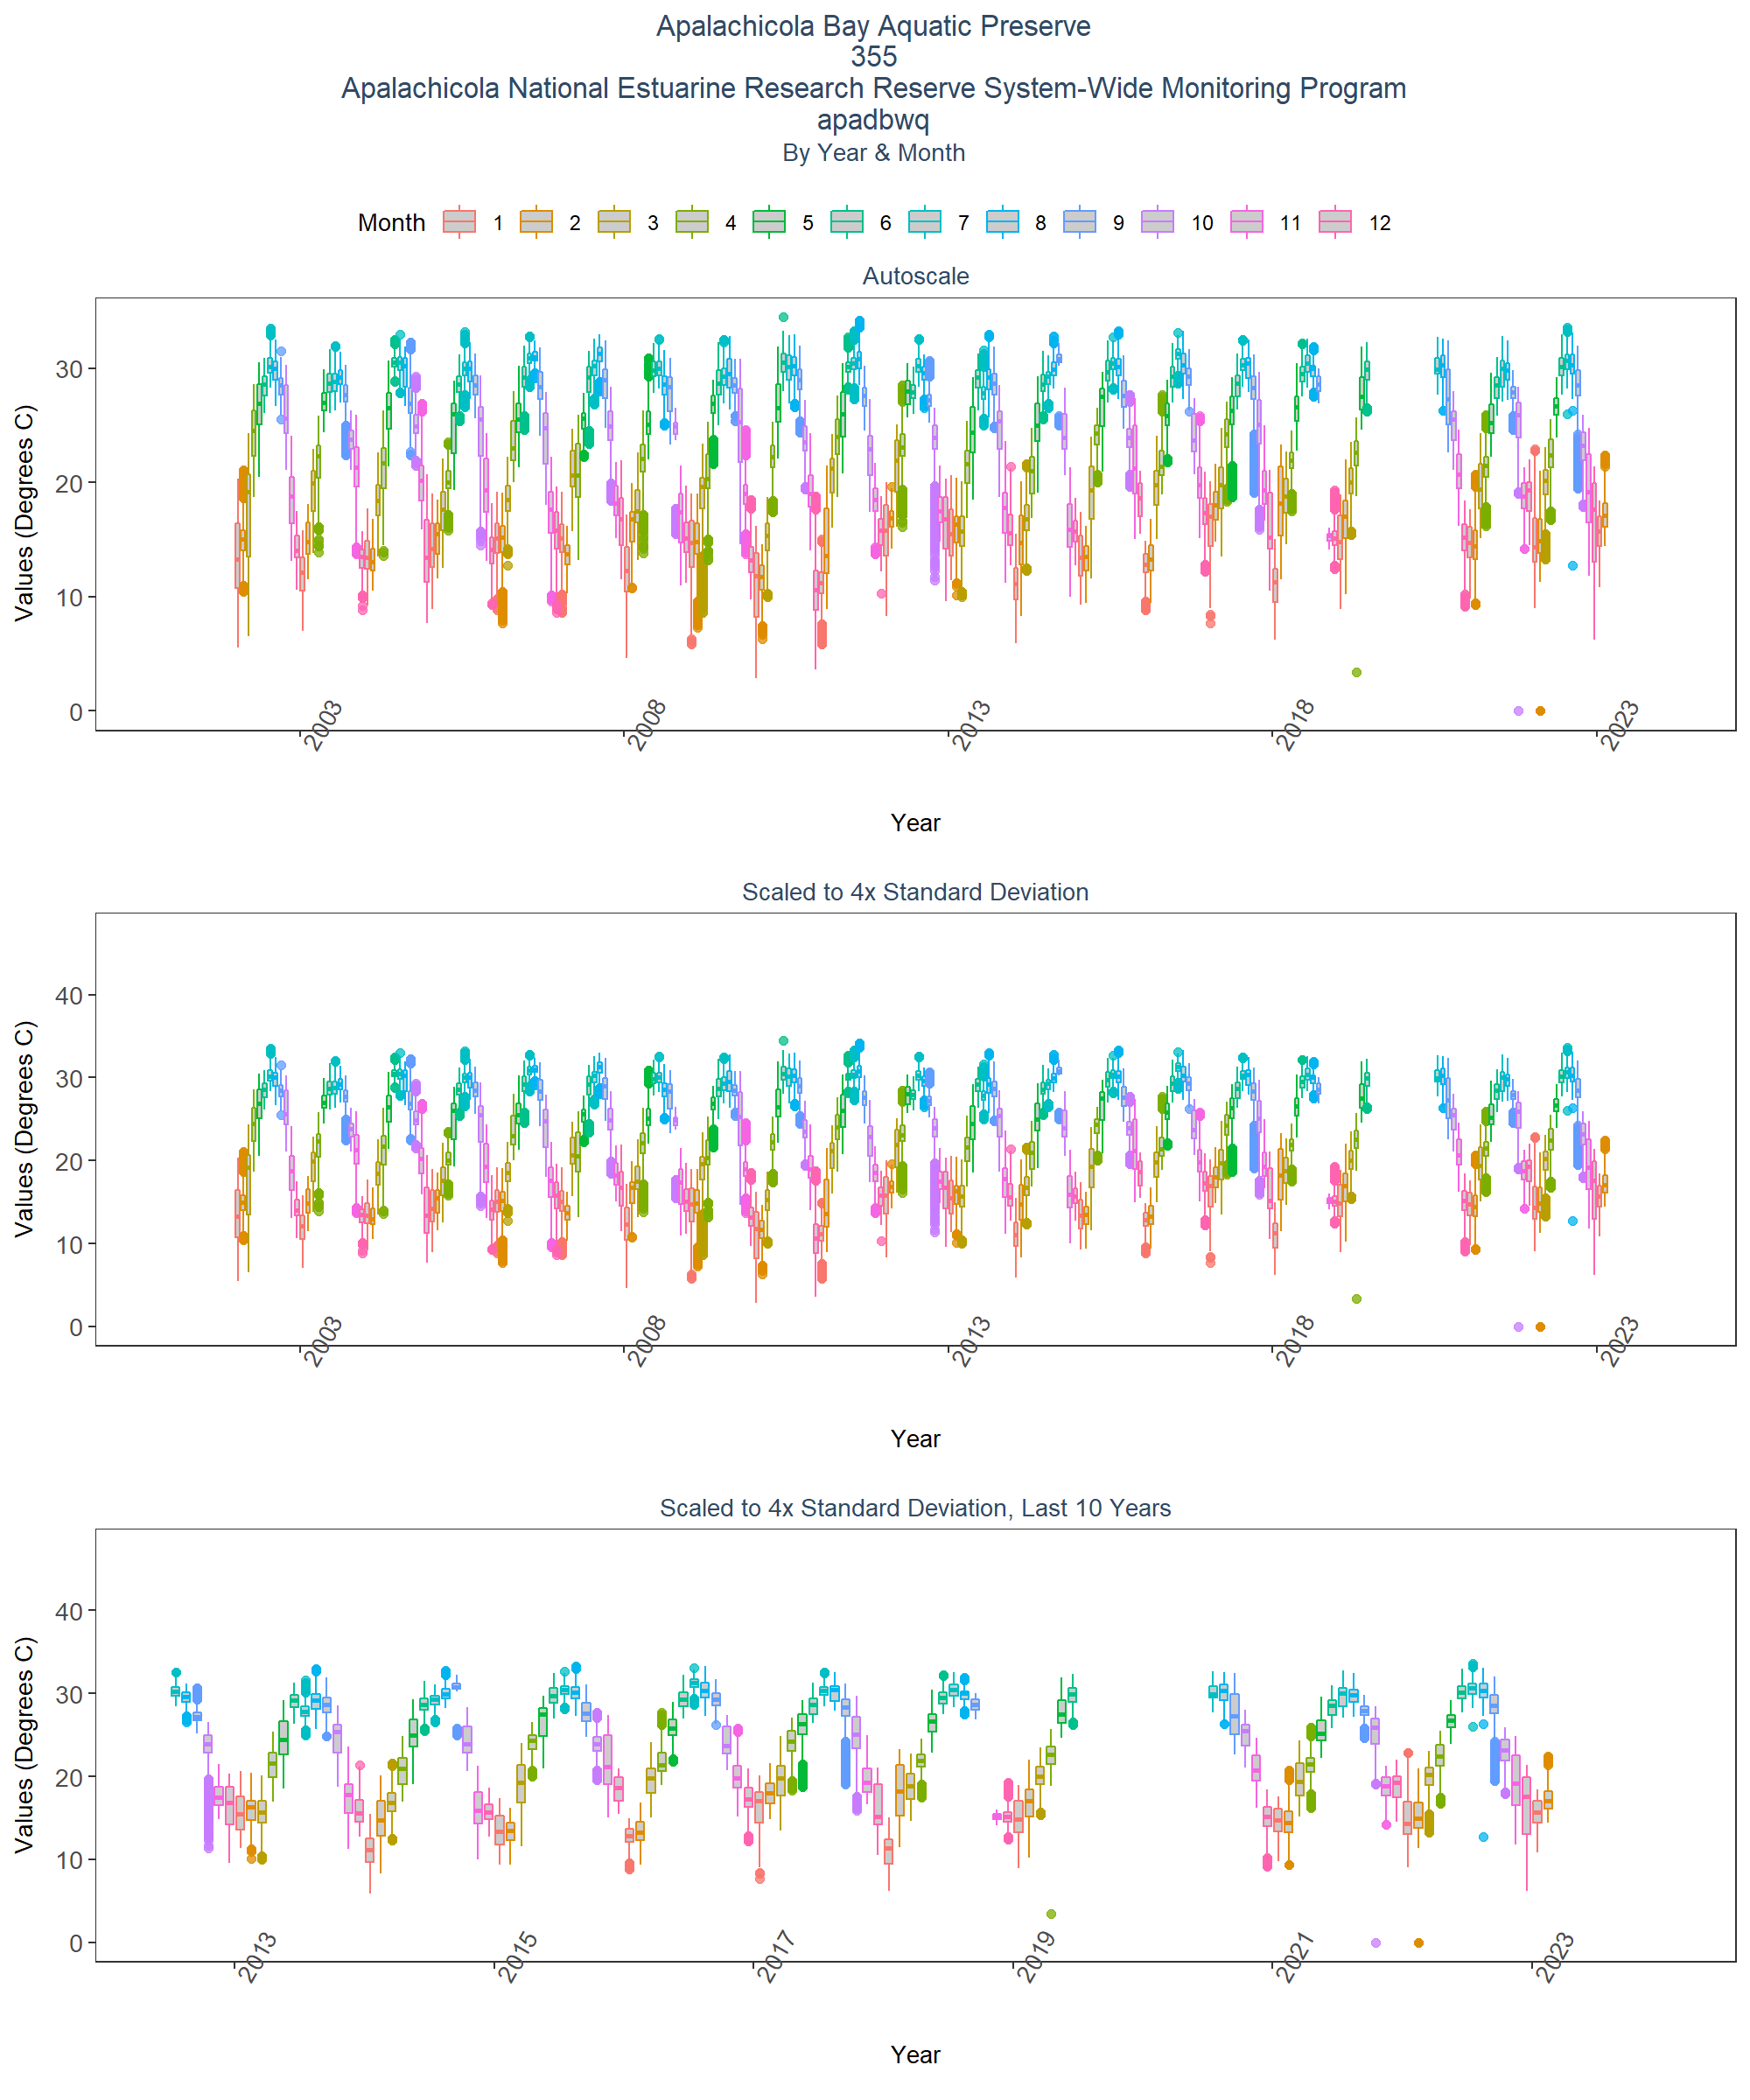 Apalachicola Bay Aquatic Preserve
355
Apalachicola National Estuarine Research Reserve System-Wide Monitoring Program
apadbwq
By Year & Month
Month 1 2 3 4 5 6 7 8 9 10 11 12
Autoscale
Values (Degrees C)
30
20
10
0
2003 2008 2013 2018 2023
Year
Scaled to 4x Standard Deviation
Values (Degrees C)
40
30
20
10
0
2003 2008 2013 2018 2023
Year
Scaled to 4x Standard Deviation, Last 10 Years
Values (Degrees C)
40
30
20
10
0
2013 2015 2017 2019 2021 2023
Year